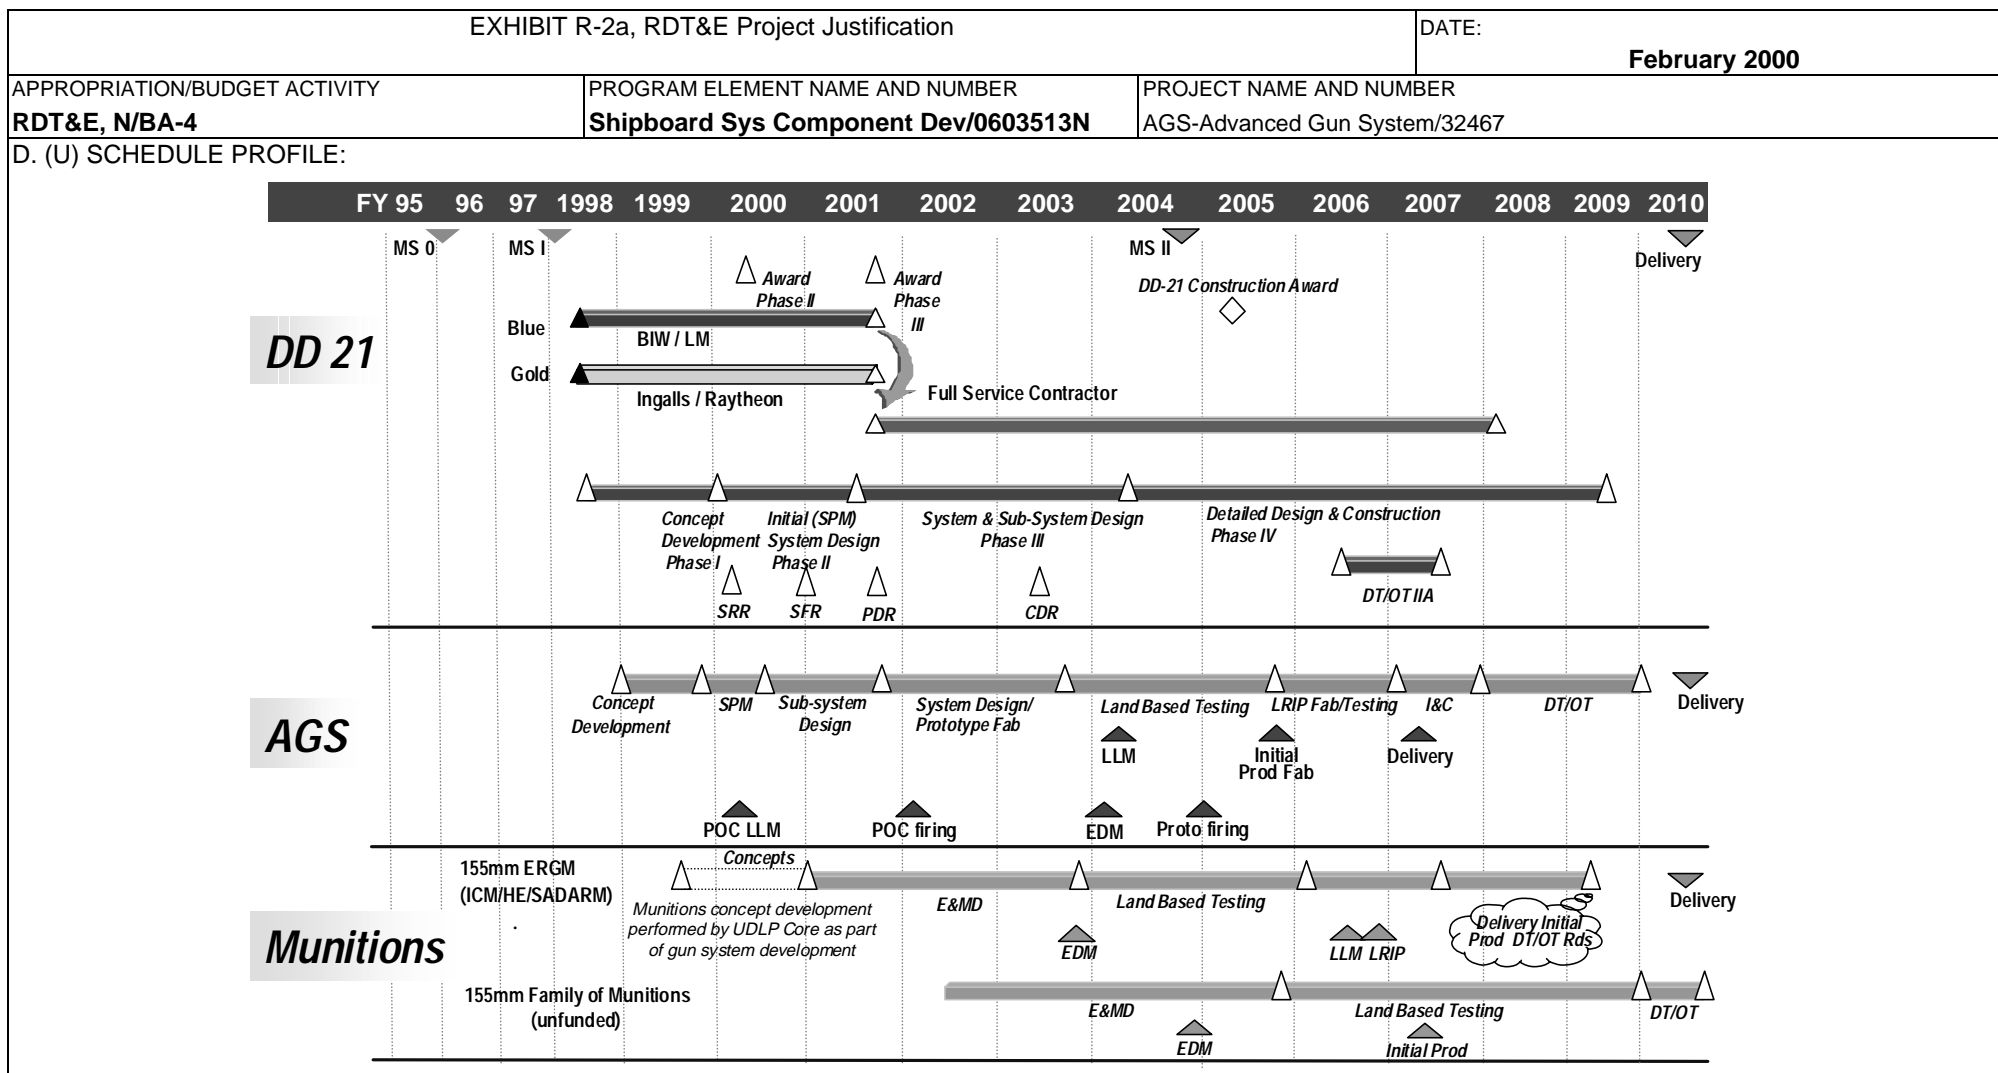 EXHIBIT R-2a, RDT&E Project Justification
DATE:
February 2000
APPROPRIATION/BUDGET ACTIVITY
PROGRAM ELEMENT NAME AND NUMBER
PROJECT NAME AND NUMBER
RDT&E, N/BA-4
Shipboard Sys Component Dev/0603513N
AGS-Advanced Gun System/32467
D. (U) SCHEDULE PROFILE:
FY 95 96 97 1998 1999 2000 2001 2002 2003 2004 2005 2006 2007 2008 2009 2010
MS 0
MS I
MS II
Delivery
Award
Phase II
Award
Phase
III
DD-21 Construction Award
DD 21
Blue
BIW / LM
Gold
Ingalls / Raytheon
Full Service Contractor
Concept
Development
Phase I
Initial (SPM)
System Design
Phase II
System & Sub-System Design
Phase III
Detailed Design & Construction
Phase IV
SRR
SFR
PDR
CDR
DT/OT IIA
AGS
Concept
Development
SPM
Sub-system
Design
System Design/
Prototype Fab
Land Based Testing
LRIP Fab/Testing
I&C
DT/OT
Delivery
LLM
Initial
Prod Fab
Delivery
POC LLM
POC firing
EDM
Proto firing
Munitions
155mm ERGM
(ICM/HE/SADARM)
.
Concepts
Munitions concept development
performed by UDLP Core as part
of gun system development
E&MD
Land Based Testing
Delivery
EDM
LLM LRIP
Delivery Initial
Prod DT/OT Rds
155mm Family of Munitions
(unfunded)
E&MD
Land Based Testing
DT/OT
EDM
Initial Prod